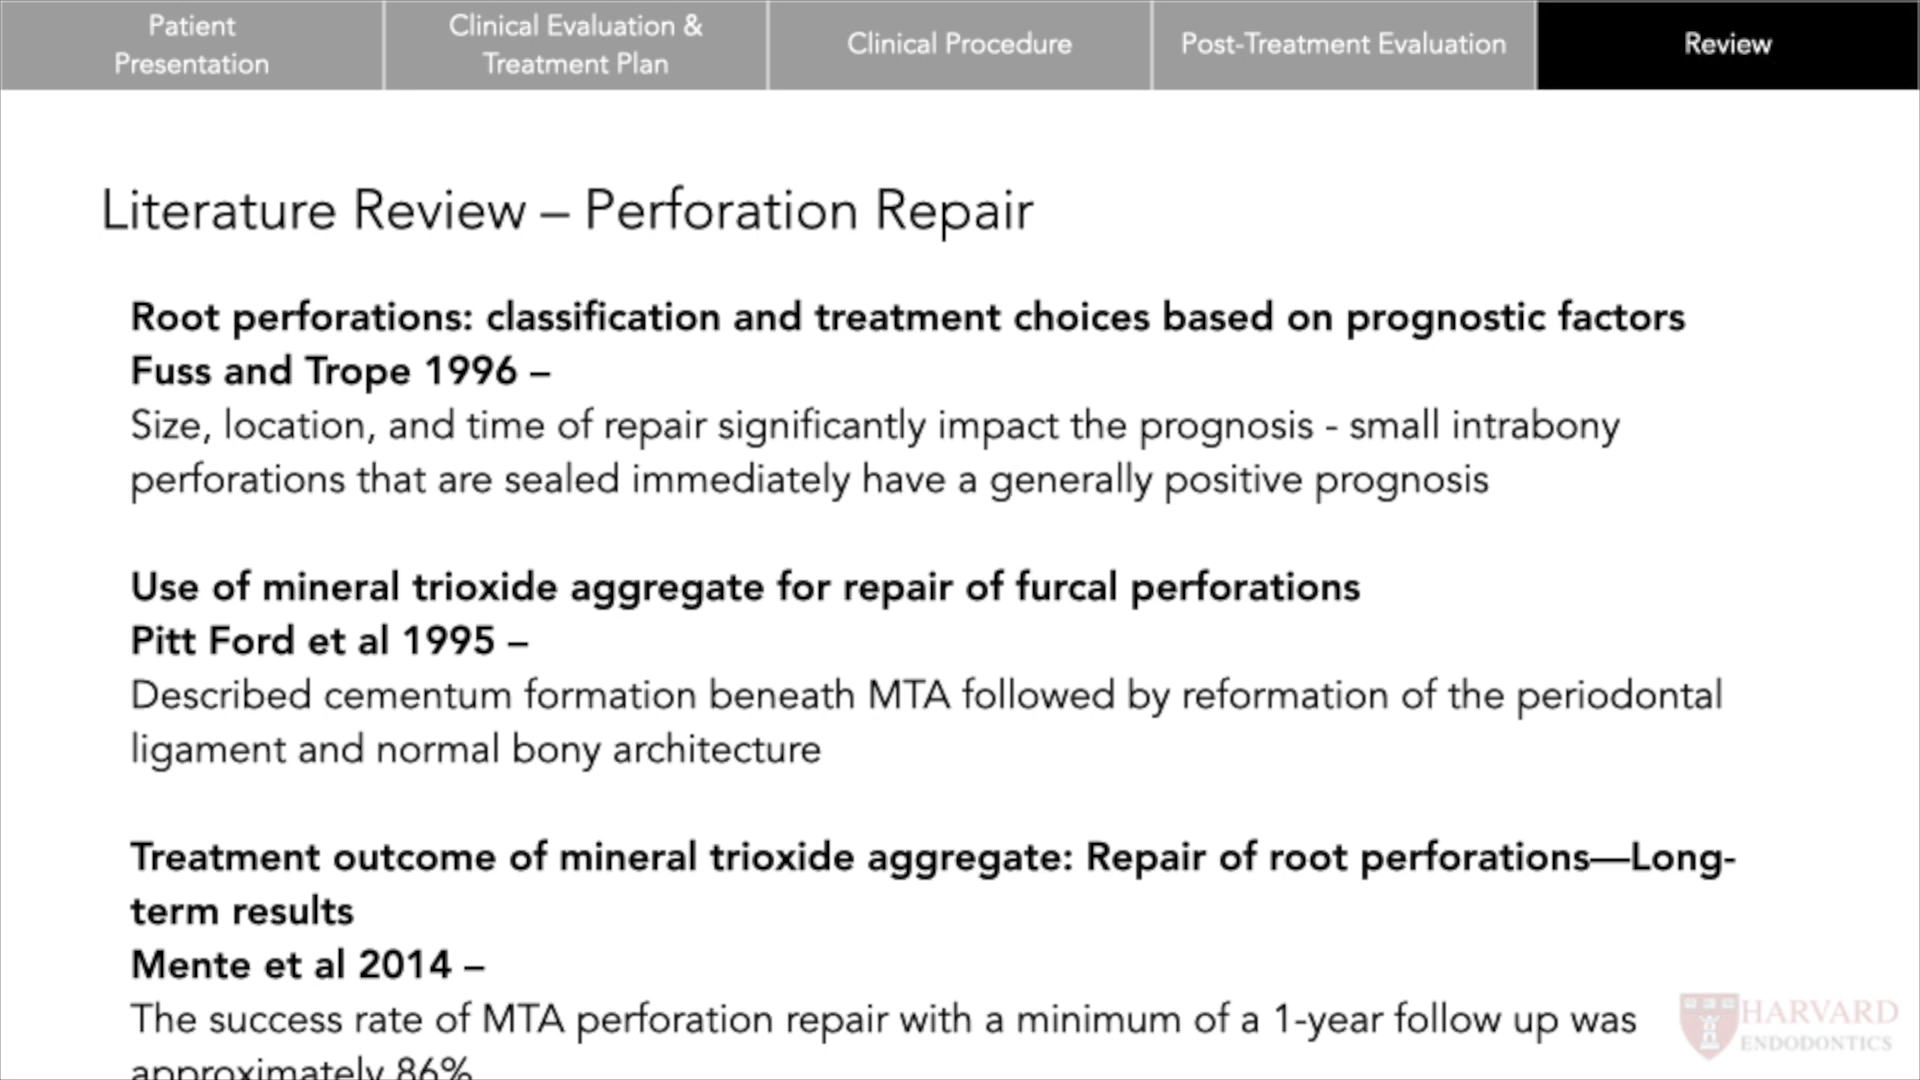 Patient
Presentation
Clinical Evaluation &
Treatment Plan
Clinical Procedure
Post-Treatment Evaluation
Review
Literature Review – Perforation Repair
Root perforations: classification and treatment choices based on prognostic factors
Fuss and Trope 1996 –
Size, location, and time of repair significantly impact the prognosis - small intrabony
perforations that are sealed immediately have a generally positive prognosis
Use of mineral trioxide aggregate for repair of furcal perforations
Pitt Ford et al 1995 –
Described cementum formation beneath MTA followed by reformation of the periodontal
ligament and normal bony architecture
Treatment outcome of mineral trioxide aggregate: Repair of root perforations—Long-
term results
Mente et al 2014 –
The success rate of MTA perforation repair with a minimum of a 1-year follow up was
approximately 86%
HARVARD
ENDODONTICS